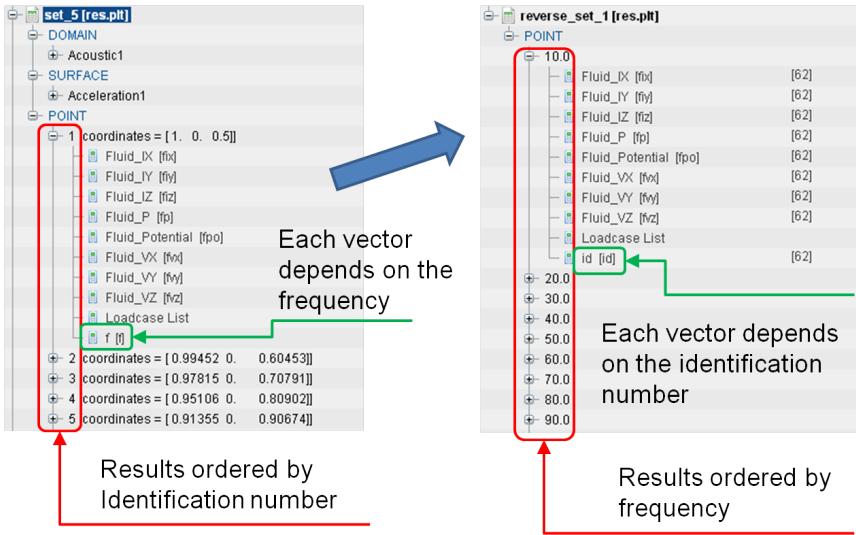 set_5 [res.plt]
DOMAIN
Acoustic1
SURFACE
Acceleration1
POINT
1 coordinates = [ 1. 0. 0.5]]
Fluid_IX [fix]
Fluid_IY [fiy]
Fluid_IZ [fiz]
Fluid_P [fp]
Fluid_Potential [fpo]
Fluid_VX [fvx]
Fluid_VY [fvy]
Fluid_VZ [fvz]
Loadcase List
f [f]
2 coordinates = [ 0.99452 0. 0.60453]]
3 coordinates = [ 0.97815 0. 0.70791]]
4 coordinates = [ 0.95106 0. 0.80902]]
5 coordinates = [ 0.91355 0. 0.90674]]
Each vector
depends on the
frequency
Results ordered by
Identification number
reverse_set_1 [res.plt]
POINT
10.0
Fluid_IX [fix] [62]
Fluid_IY [fiy] [62]
Fluid_IZ [fiz] [62]
Fluid_P [fp] [62]
Fluid_Potential [fpo] [62]
Fluid_VX [fvx] [62]
Fluid_VY [fvy] [62]
Fluid_VZ [fvz] [62]
Loadcase List
id [id] [62]
20.0
30.0
40.0
50.0
60.0
70.0
80.0
90.0
Each vector depends
on the identification
number
Results ordered by
frequency